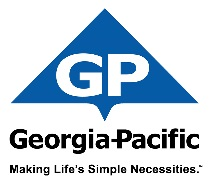 GP
Georgia-Pacific
Making Life's Simple Necessities.™